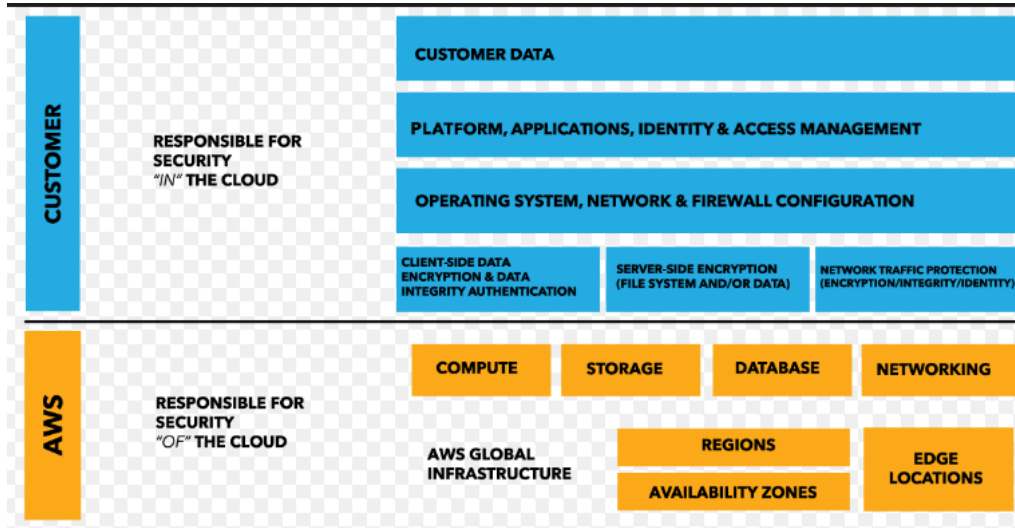 CUSTOMER
RESPONSIBLE FOR
SECURITY
"IN" THE CLOUD
CUSTOMER DATA
PLATFORM, APPLICATIONS, IDENTITY & ACCESS MANAGEMENT
OPERATING SYSTEM, NETWORK & FIREWALL CONFIGURATION
CLIENT-SIDE DATA
ENCRYPTION & DATA
INTEGRITY AUTHENTICATION
SERVER-SIDE ENCRYPTION
(FILE SYSTEM AND/OR DATA)
NETWORK TRAFFIC PROTECTION
(ENCRYPTION/INTEGRITY/IDENTITY)
AWS
RESPONSIBLE FOR
SECURITY
"OF" THE CLOUD
COMPUTE
STORAGE
DATABASE
NETWORKING
AWS GLOBAL
INFRASTRUCTURE
REGIONS
AVAILABILITY ZONES
EDGE
LOCATIONS